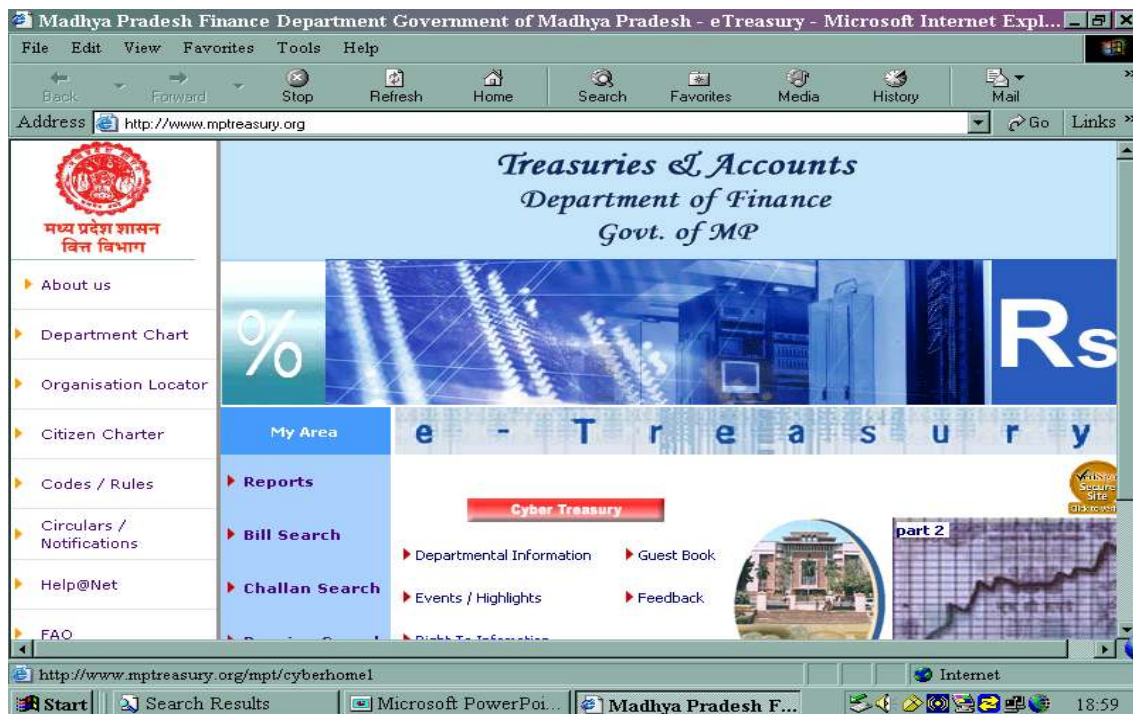 Madhya Pradesh Finance Department Government of Madhya Pradesh - eTreasury - Microsoft Internet Expl...
File Edit View Favorites Tools Help
Back Forward Stop Refresh Home Search Favorites Media History Mail
Address http://www.mptreasury.org Go Links
मध्य प्रदेश शासन
वित्त विभाग
About us
Department Chart
Organisation Locator
Citizen Charter
Codes / Rules
Circulars /
Notifications
Help@Net
FAQ
Treasuries & Accounts
Department of Finance
Govt. of MP
% Rs
My Area
e - Treasury
Reports
Bill Search
Challan Search
Cyber Treasury
Departmental Information
Guest Book
Events / Highlights
Feedback
Right To Information
VeriSign
Secure
Site
part 2
http://www.mptreasury.org/mpt/cyberhome1
Internet
Start Search Results Microsoft PowerPoi... Madhya Pradesh F... 18:59